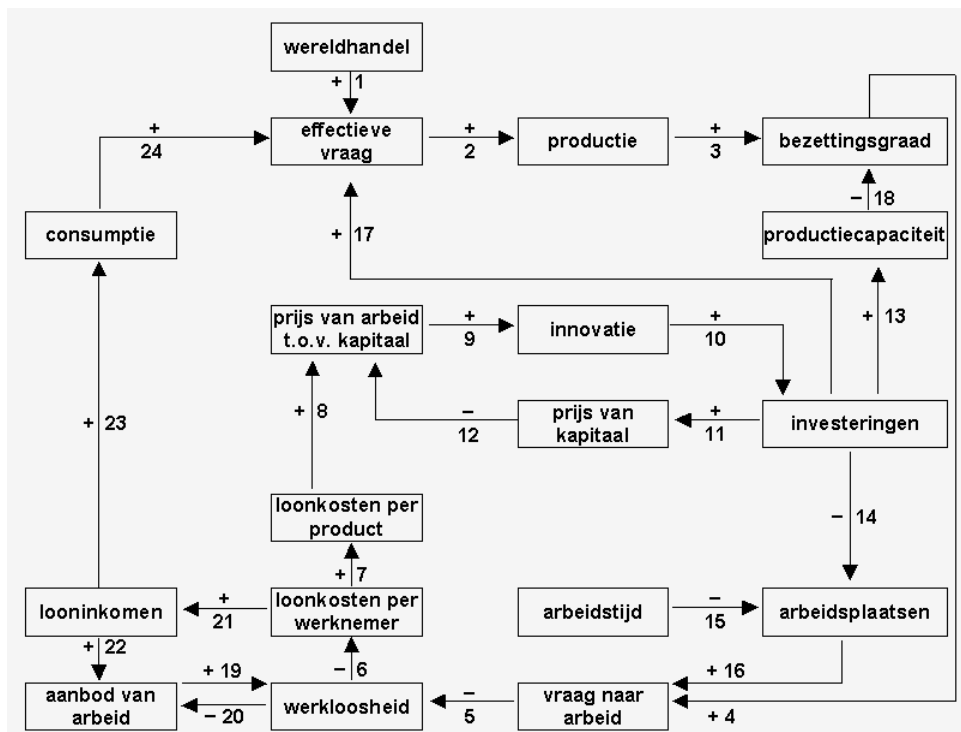 wereldhandel
+ 1
effectieve
vraag
+
2
productie
+
3
bezettingsgraad
+
24
– 18
consumptie
+ 17
productiecapaciteit
prijs van arbeid
t.o.v. kapitaal
+
9
innovatie
+
10
+ 13
+ 8
+ 23
–
12
prijs van
kapitaal
+
11
investeringen
loonkosten per
product
– 14
+ 7
looninkomen
+
21
loonkosten per
werknemer
arbeidstijd
–
15
arbeidsplaatsen
+ 22
– 6
+ 16
aanbod van
arbeid
+ 19
– 20
werkloosheid
–
5
vraag naar
arbeid
+ 4